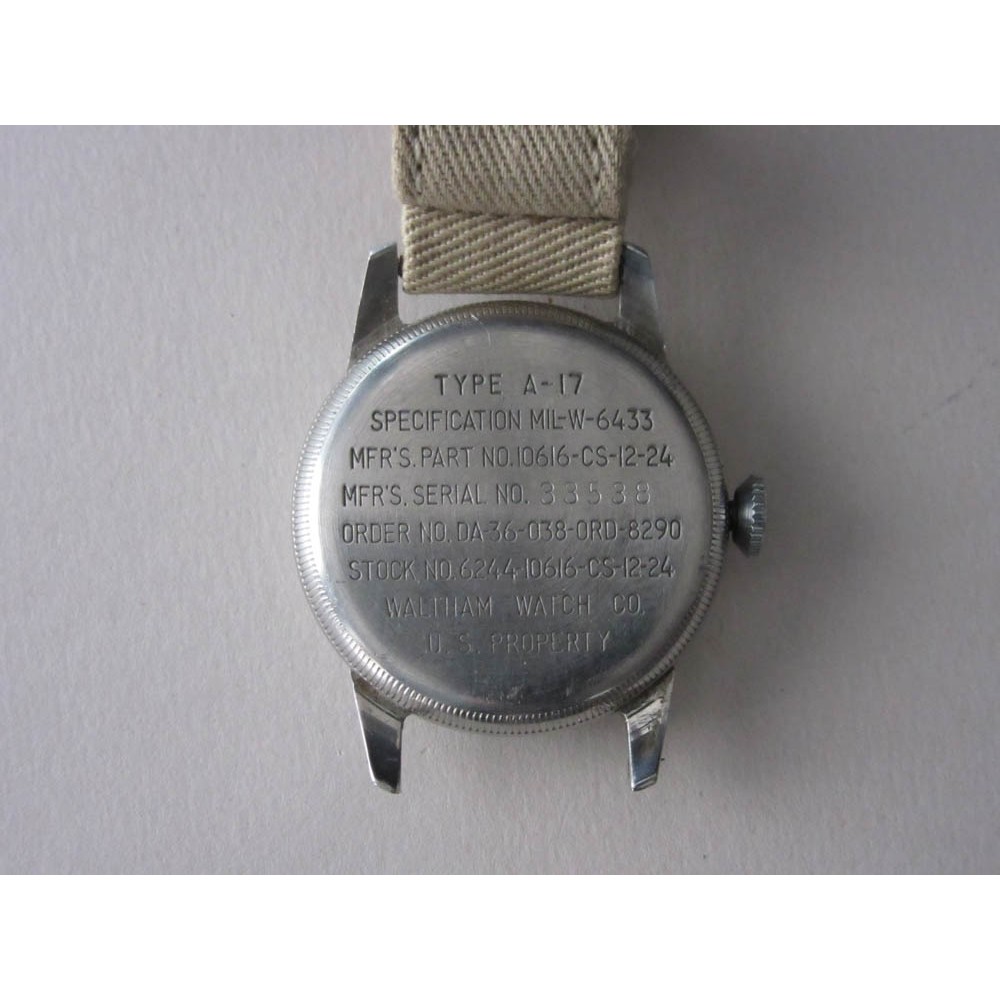 TYPE A-17
SPECIFICATION MIL-W-6433
MFR'S. PART NO.10616-CS-12-24
MFR'S. SERIAL NO. 33538
ORDER NO. DA-36-038-ORD-8290
STOCK NO.6244-10616-CS-12-24
WALTHAM WATCH CO.
U.S. PROPERTY